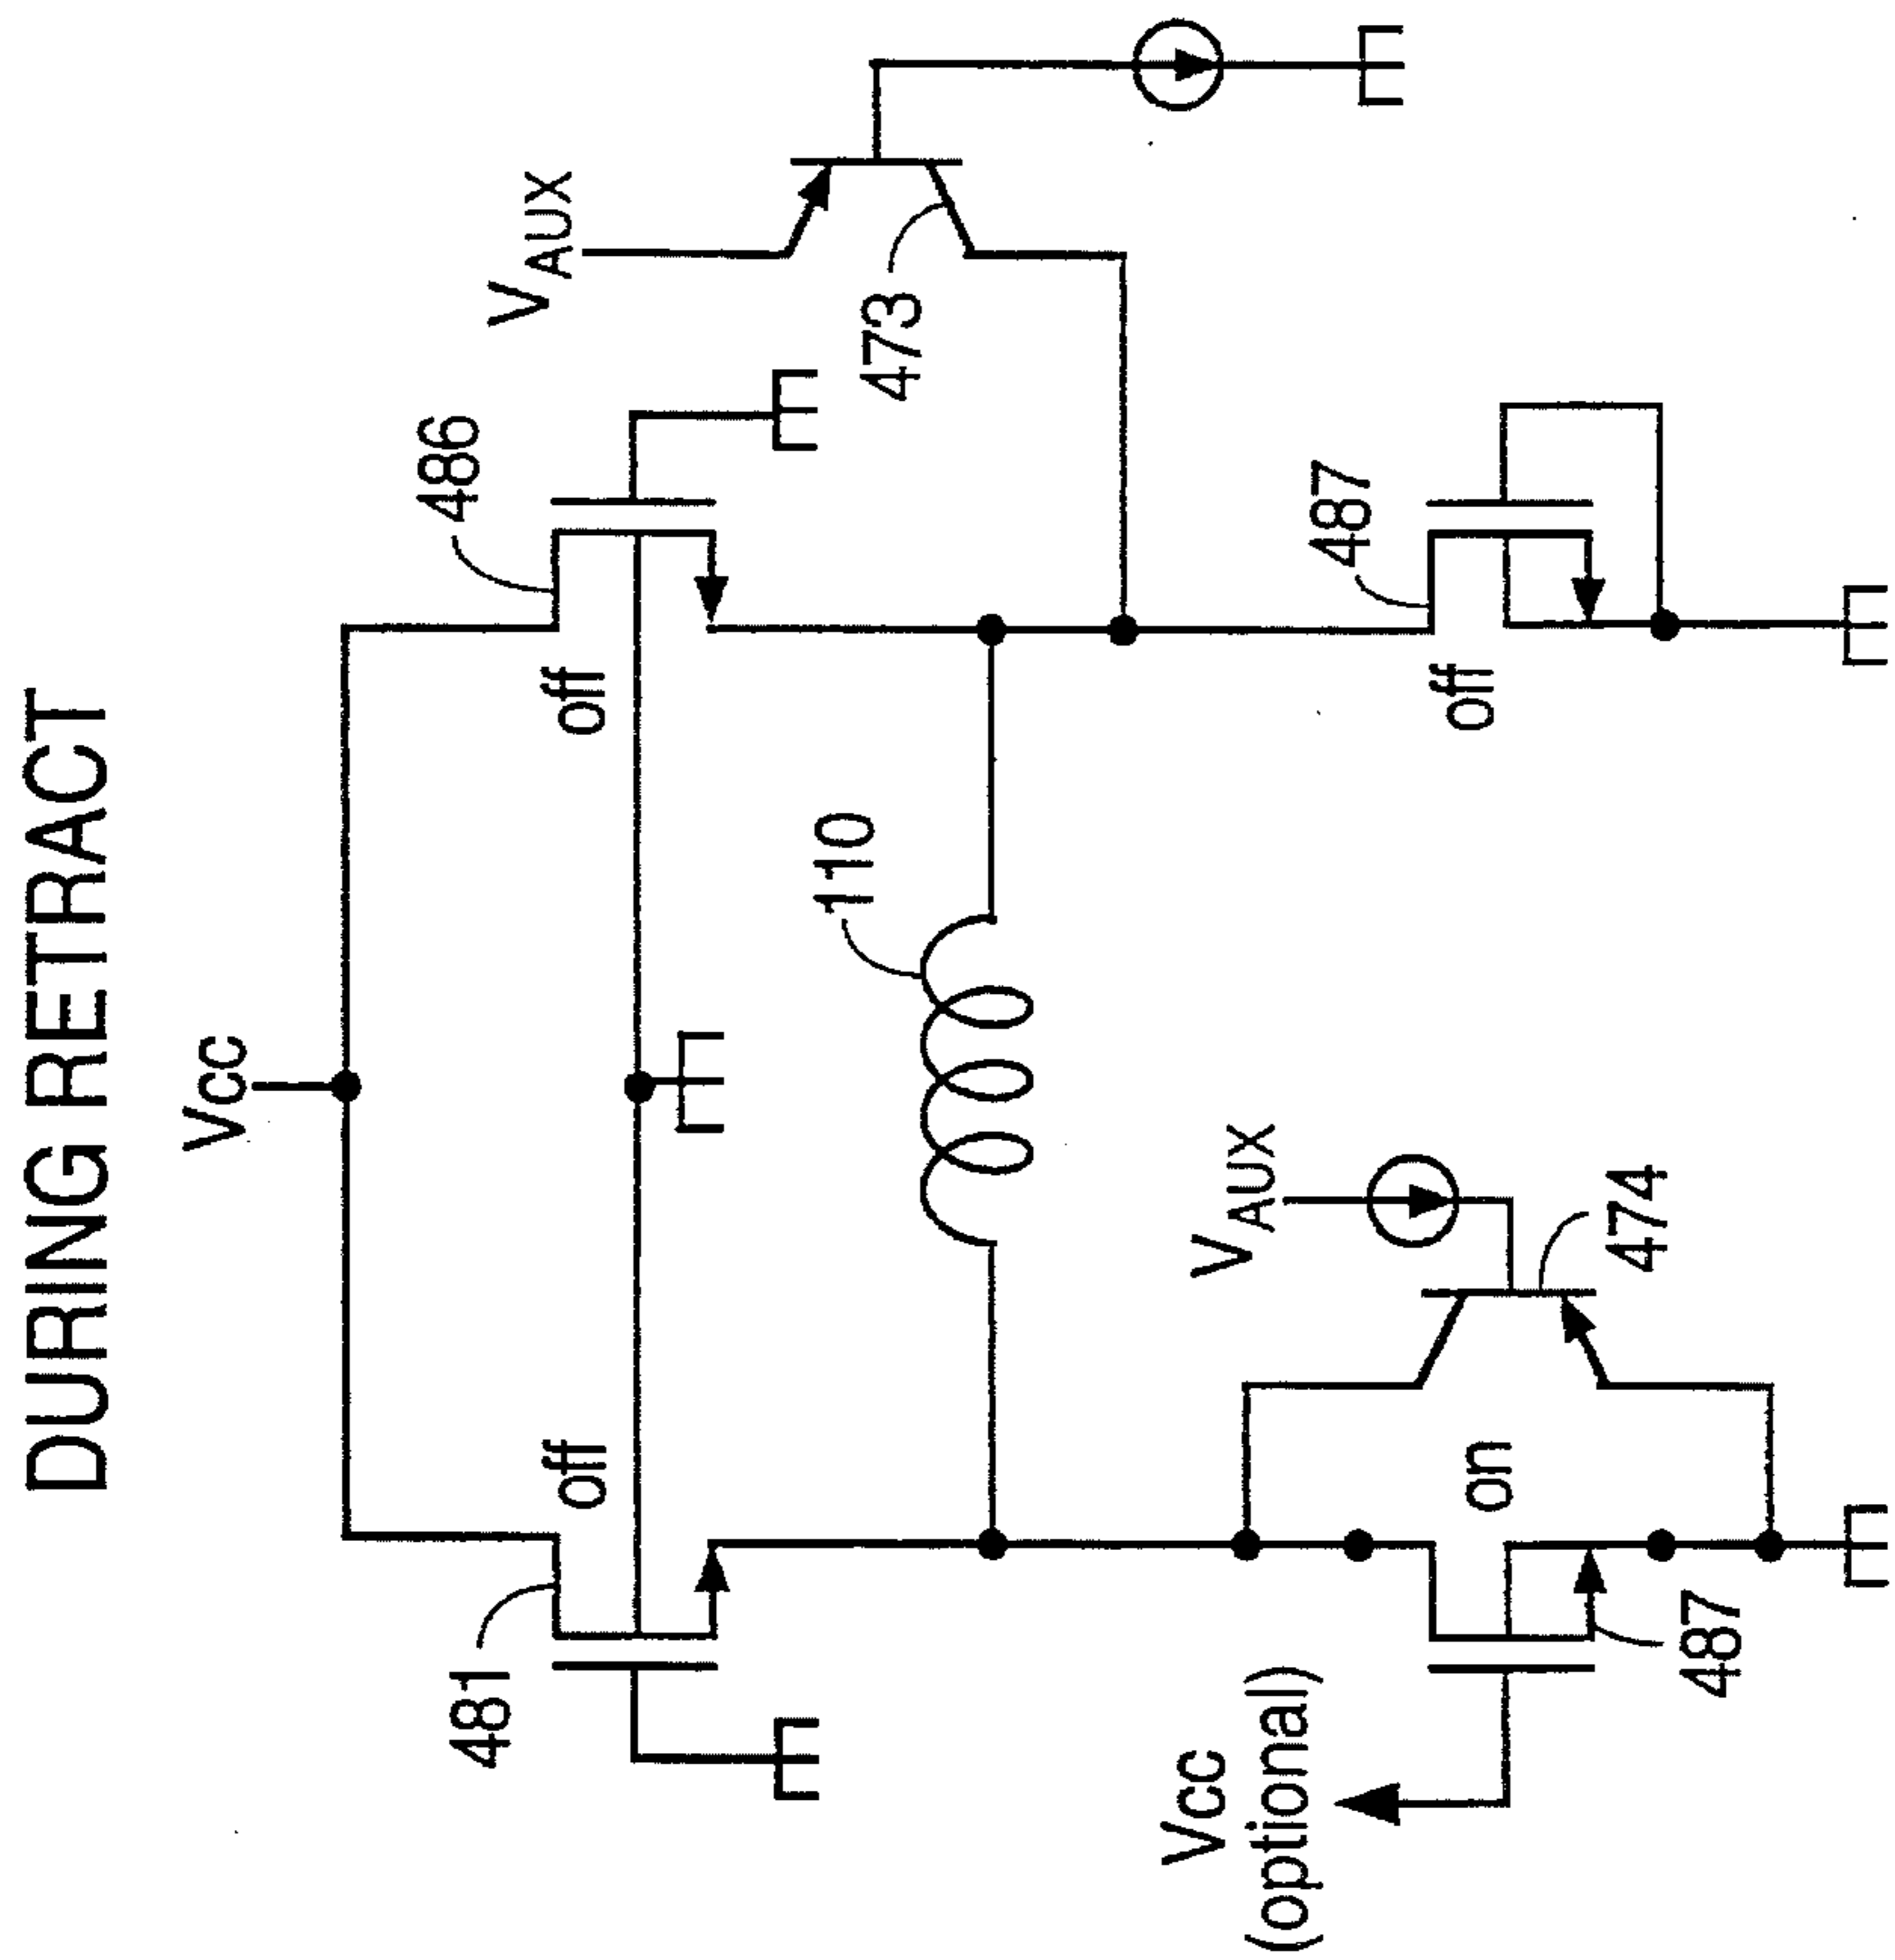 DURING RETRACT
Vcc
481
off
off
486
VAUX
473
110
Vcc
(optional)
on
487
VAUX
474
off
487